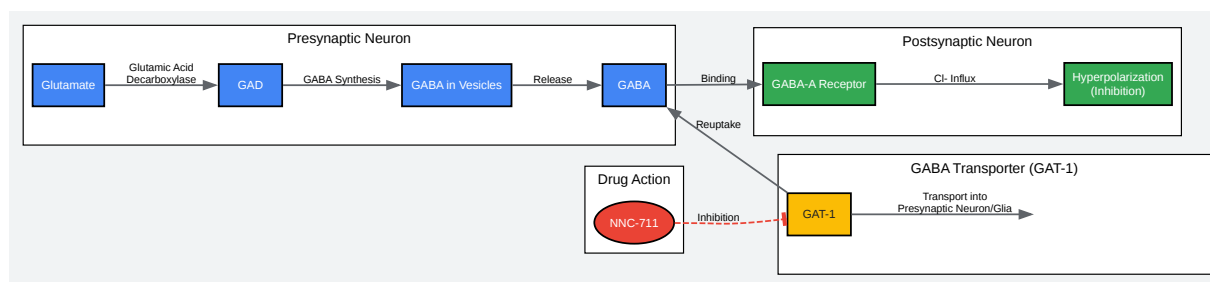 Presynaptic Neuron
Glutamate
Glutamic Acid
Decarboxylase
GAD
GABA Synthesis
GABA in Vesicles
Release
GABA
Binding
Postsynaptic Neuron
GABA-A Receptor
Cl- Influx
Hyperpolarization
(Inhibition)
Reuptake
Drug Action
NNC-711
Inhibition
GABA Transporter (GAT-1)
GAT-1
Transport into
Presynaptic Neuron/Glia